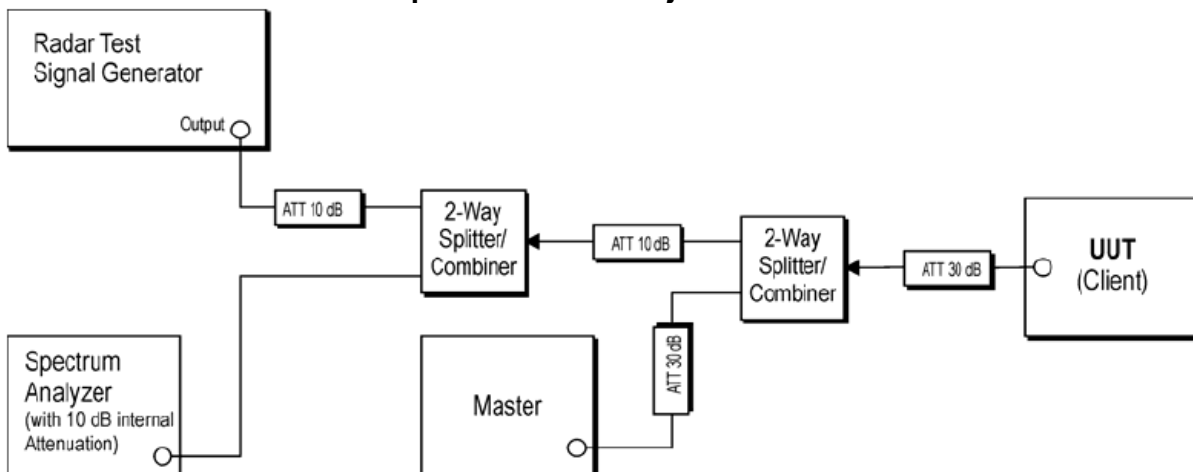 Radar Test
Signal Generator
Output
ATT 10 dB
2-Way
Splitter/
Combiner
ATT 10 dB
2-Way
Splitter/
Combiner
ATT 30 dB
UUT
(Client)
Spectrum
Analyzer
(with 10 dB internal
Attenuation)
Master
ATT 30 dB